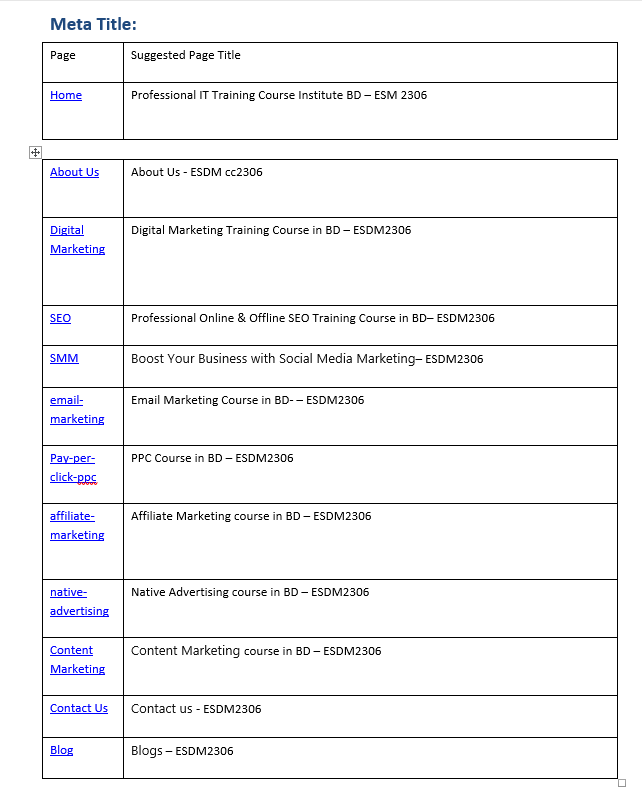 Meta Title:
Page Suggested Page Title
Home Professional IT Training Course Institute BD – ESM 2306
About Us About Us - ESDM cc2306
Digital Digital Marketing Training Course in BD – ESDM2306
Marketing
SEO Professional Online & Offline SEO Training Course in BD– ESDM2306
SMM Boost Your Business with Social Media Marketing– ESDM2306
email- Email Marketing Course in BD- – ESDM2306
marketing
Pay-per- PPC Course in BD – ESDM2306
click-ppc
affiliate- Affiliate Marketing course in BD – ESDM2306
marketing
native- Native Advertising course in BD – ESDM2306
advertising
Content Content Marketing course in BD – ESDM2306
Marketing
Contact Us Contact us - ESDM2306
Blog Blogs – ESDM2306